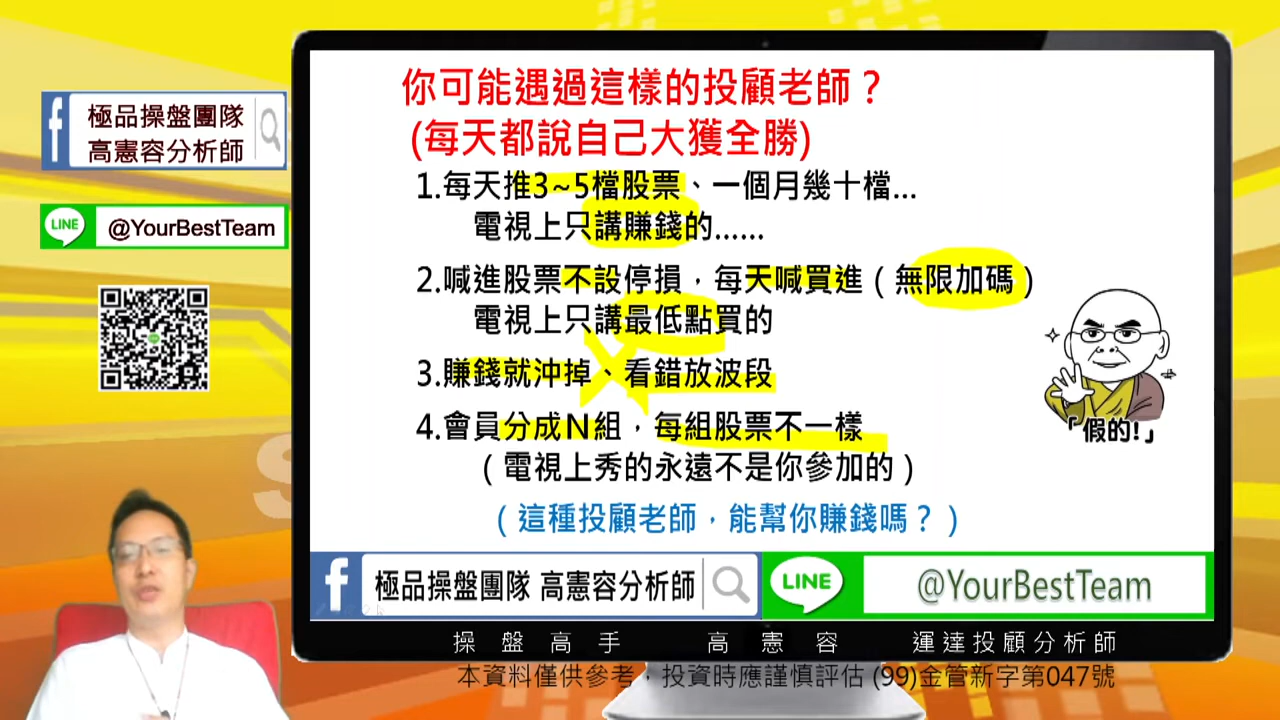 極品操盤團隊
高憲容分析師
LINE
@YourBestTeam
你可能遇過這樣的投顧老師？
(每天都說自己大獲全勝)
1.每天推3~5檔股票、一個月幾十檔...
電視上只講賺錢的......
2.喊進股票不設停損，每天喊買進（無限加碼）
電視上只講最低點買的
3.賺錢就沖掉、看錯放波段
4.會員分成N組，每組股票不一樣
（電視上秀的永遠不是你參加的）
（這種投顧老師，能幫你賺錢嗎？）
「假的!」
極品操盤團隊 高憲容分析師
LINE
@YourBestTeam
操盤高手 高憲容 運達投顧分析師
本資料僅供參考，投資時應謹慎評估 (99)金管新字第047號